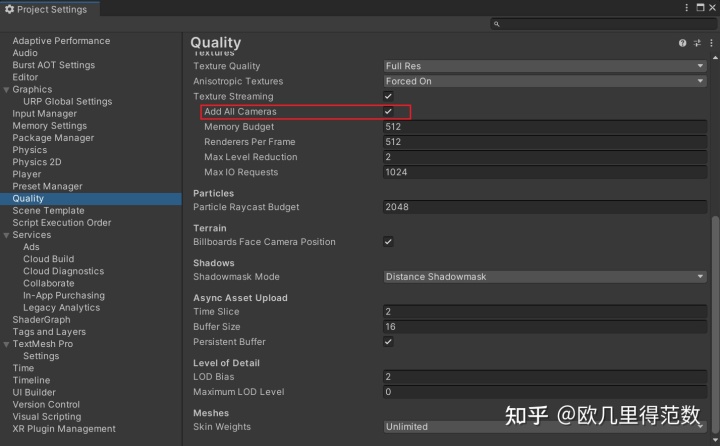 Project Settings
Adaptive Performance
Audio
Burst AOT Settings
Editor
Graphics
URP Global Settings
Input Manager
Memory Settings
Package Manager
Physics
Physics 2D
Player
Preset Manager
Quality
Scene Template
Script Execution Order
Services
Ads
Cloud Build
Cloud Diagnostics
Collaborate
In-App Purchasing
Legacy Analytics
ShaderGraph
Tags and Layers
TextMesh Pro
Settings
Time
Timeline
UI Builder
Version Control
Visual Scripting
XR Plugin Management
Quality
Textures
Texture Quality Full Res
Anisotropic Textures Forced On
Texture Streaming
Add All Cameras
Memory Budget 512
Renderers Per Frame 512
Max Level Reduction 2
Max IO Requests 1024
Particles
Particle Raycast Budget 2048
Terrain
Billboards Face Camera Position
Shadows
Shadowmask Mode Distance Shadowmask
Async Asset Upload
Time Slice 2
Buffer Size 16
Persistent Buffer
Level of Detail
LOD Bias 2
Maximum LOD Level 0
Meshes
Skin Weights Unlimited
知乎 @欧几里得范数